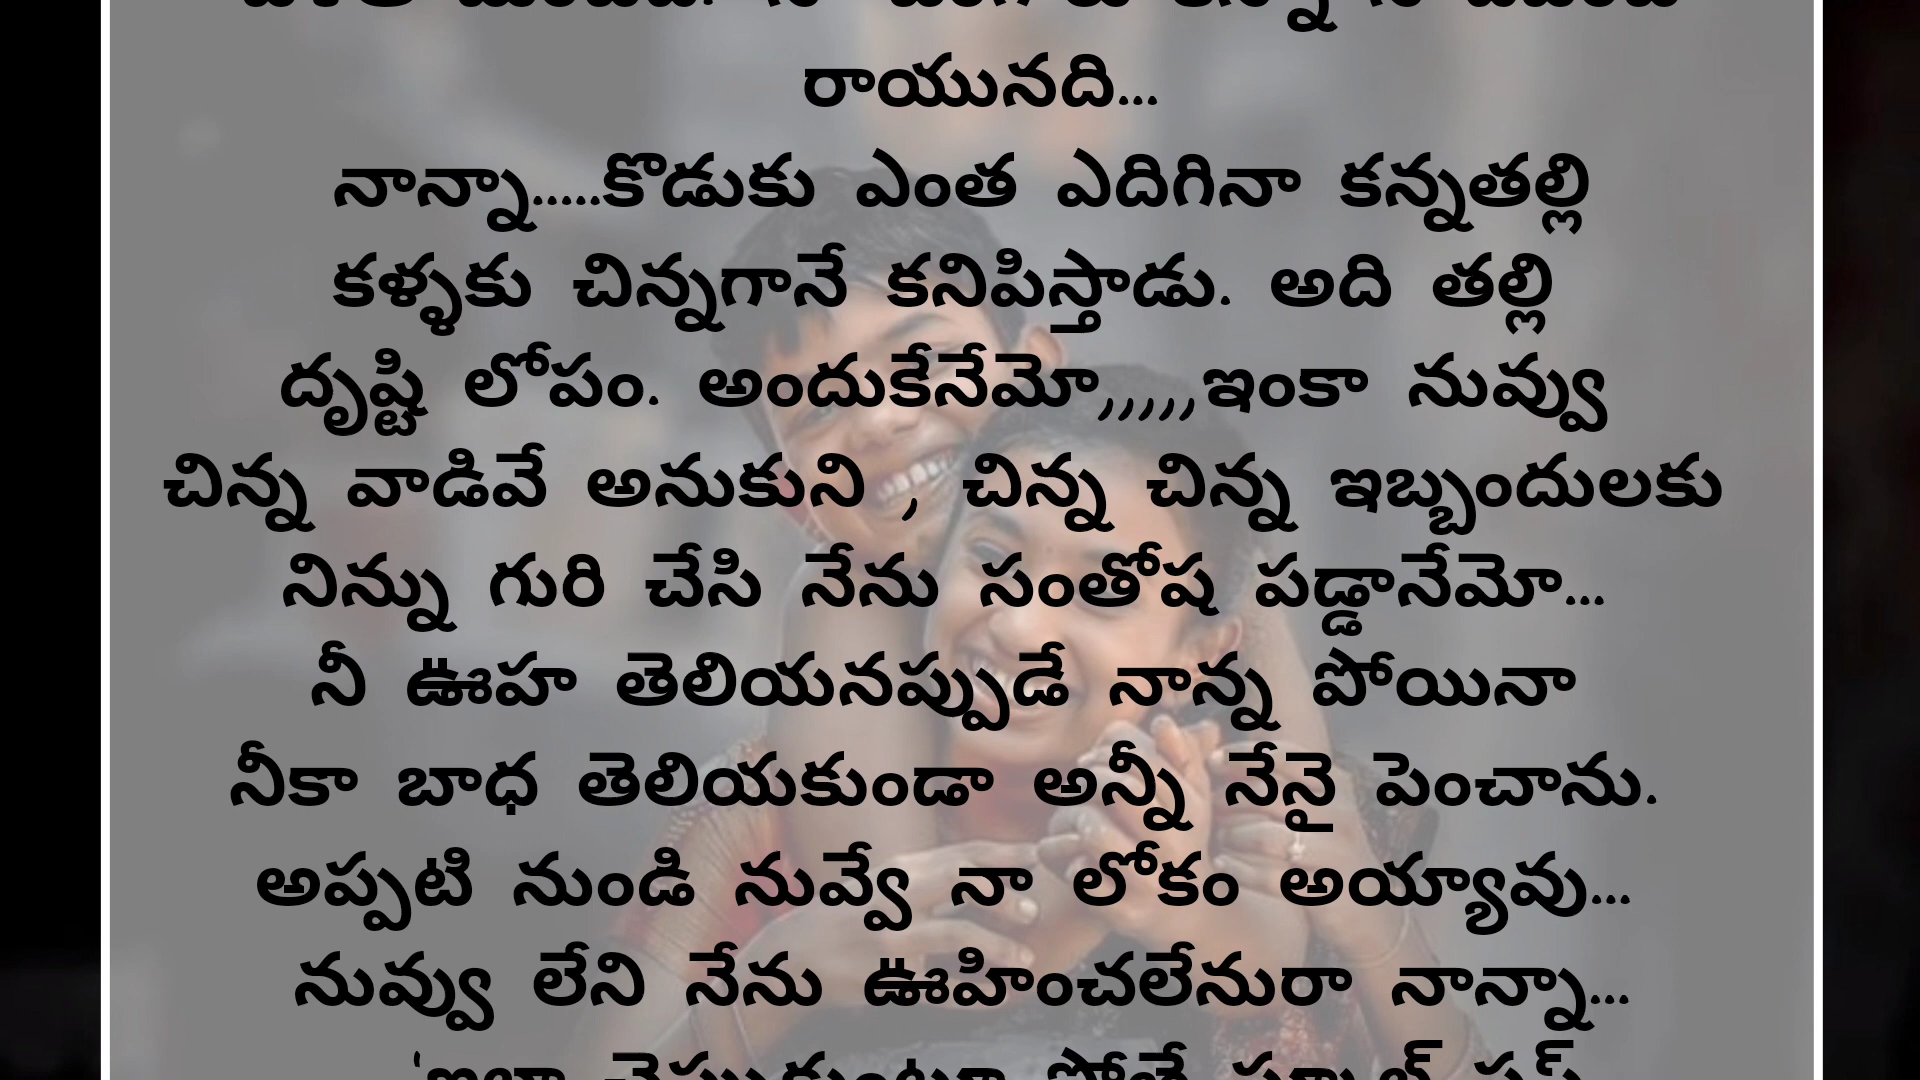 రాయునది...
నాన్నా.....కొడుకు ఎంత ఎదిగినా కన్నతల్లి
కళ్ళకు చిన్నగానే కనిపిస్తాడు. అది తల్లి
దృష్టి లోపం. అందుకేనేమో,,,,,ఇంకా నువ్వు
చిన్న వాడివే అనుకుని , చిన్న చిన్న ఇబ్బందులకు
నిన్ను గురి చేసి నేను సంతోష పడ్డానేమో...
నీ ఊహ తెలియనప్పుడే నాన్న పోయినా
నీకా బాధ తెలియకుండా అన్నీ నేనై పెంచాను.
అప్పటి నుండి నువ్వే నా లోకం అయ్యావు...
నువ్వు లేని నేను ఊహించలేనురా నాన్నా...